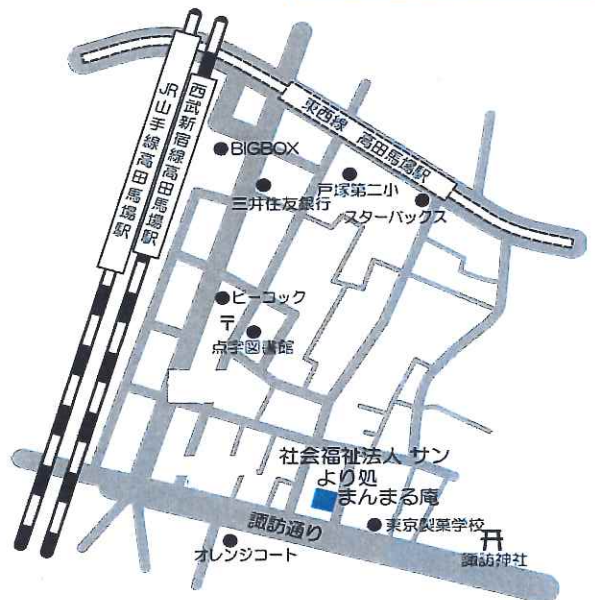 JR山手線高田馬場駅
西武新宿線高田馬場駅
東西線 高田馬場駅
BIGBOX
戸塚第二小
三井住友銀行
スターバックス
ピーコック
〒
点字図書館
社会福祉法人 サン
より処
まんまる庵
諏訪通り
東京製菓学校
オレンジコート
諏訪神社